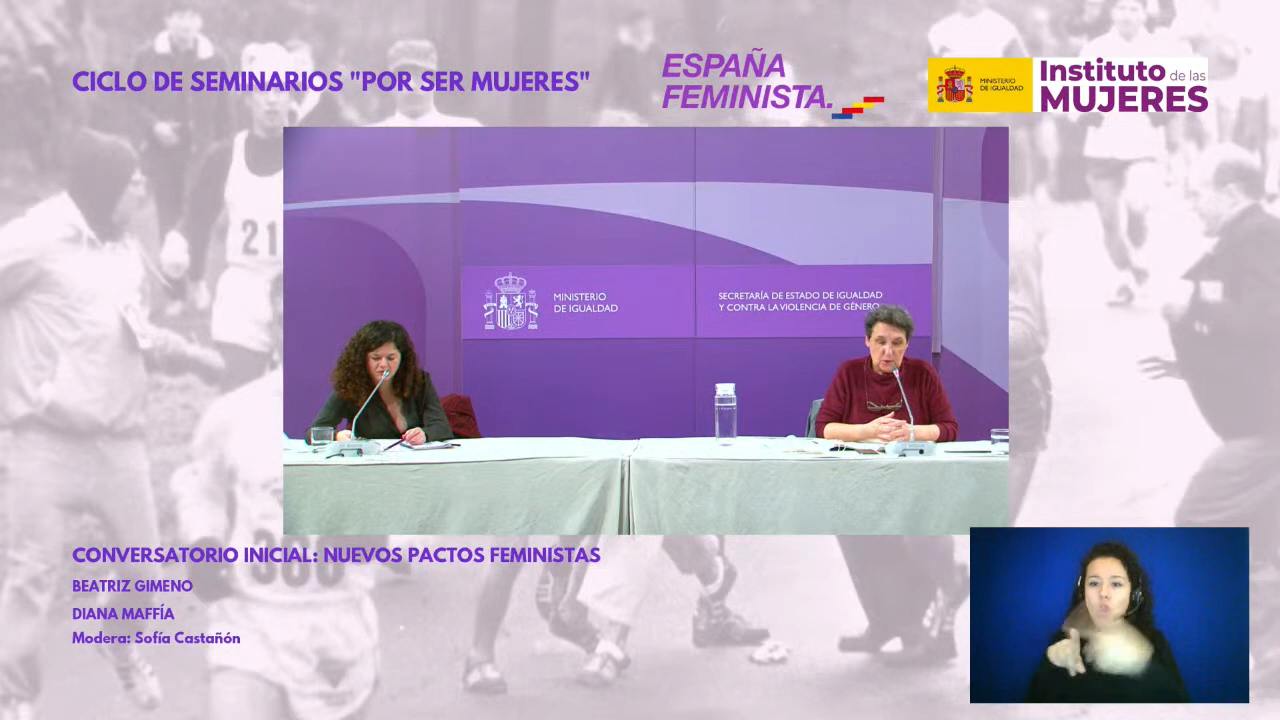 CICLO DE SEMINARIOS "POR SER MUJERES"
ESPAÑA
FEMINISTA.
MINISTERIO
DE IGUALDAD
Instituto de las
MUJERES
21
MINISTERIO
DE IGUALDAD
SECRETARÍA DE ESTADO DE IGUALDAD
Y CONTRA LA VIOLENCIA DE GÉNERO
CONVERSATORIO INICIAL: NUEVOS PACTOS FEMINISTAS
BEATRIZ GIMENO
DIANA MAFFÍA
Modera: Sofía Castañón